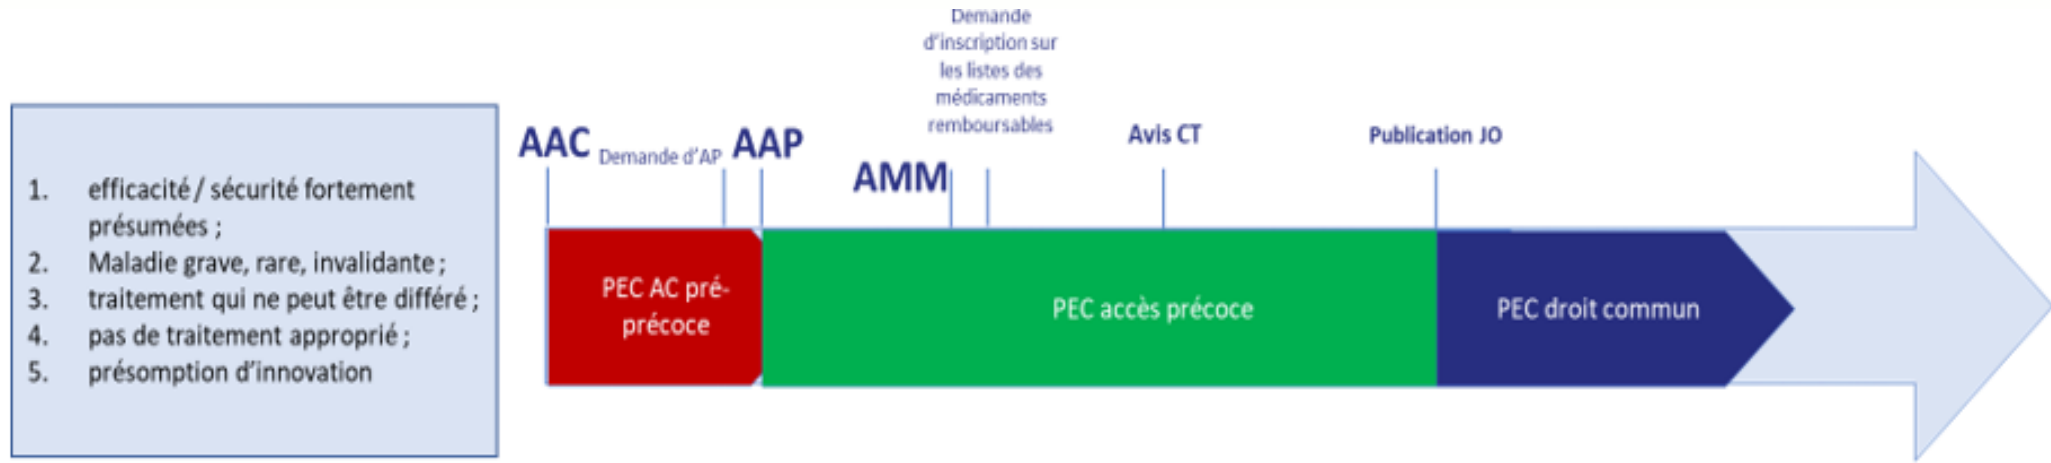 1. efficacité / sécurité fortement
présumées ;
2. Maladie grave, rare, invalidante ;
3. traitement qui ne peut être différé ;
4. pas de traitement approprié ;
5. présomption d'innovation
AAC
Demande d'AP
AAP
AMM
Demande
d'inscription sur
les listes des
médicaments
remboursables
Avis CT
Publication JO
PEC AC pré-
précoce
PEC accès précoce
PEC droit commun